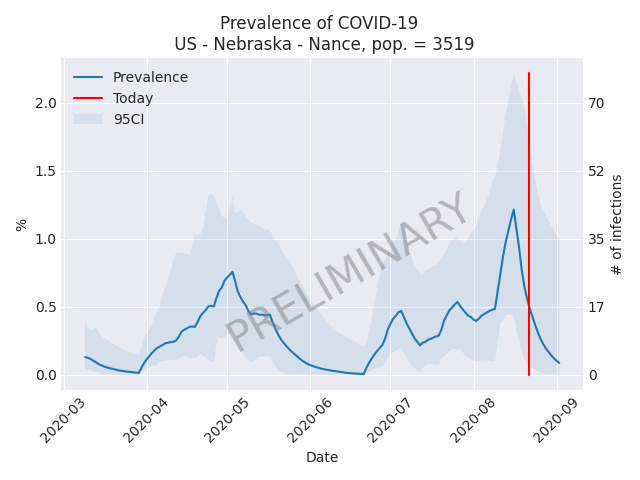 Prevalence of COVID-19
US - Nebraska - Nance, pop. = 3519
Prevalence
Today
95CI
PRELIMINARY
%
2.0
1.5
1.0
0.5
0.0
# of infections
70
52
35
17
0
2020-03
2020-04
2020-05
2020-06
2020-07
2020-08
2020-09
Date